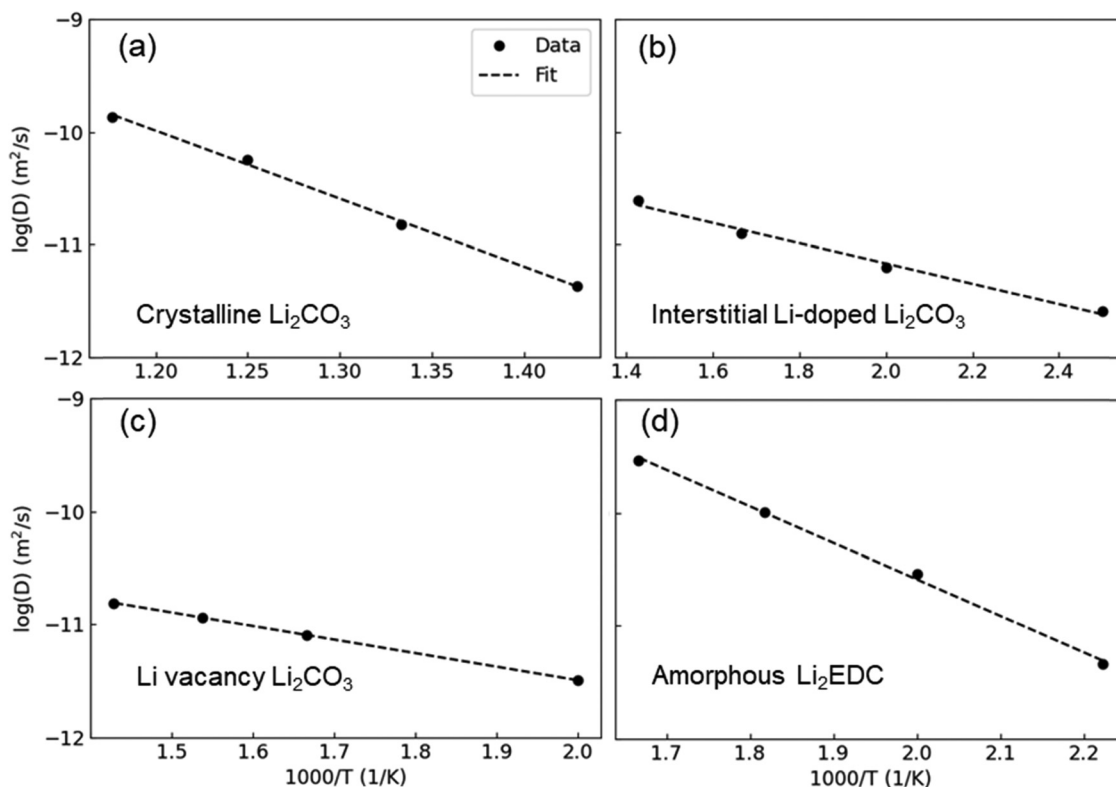 (a)
Data
Fit
−9
−10
−11
−12
log(D) (m²/s)
Crystalline Li₂CO₃
1.20 1.25 1.30 1.35 1.40
(b)
Interstitial Li-doped Li₂CO₃
1.4 1.6 1.8 2.0 2.2 2.4
(c)
−9
−10
−11
−12
log(D) (m²/s)
Li vacancy Li₂CO₃
1.5 1.6 1.7 1.8 1.9 2.0
1000/T (1/K)
(d)
Amorphous Li₂EDC
1.7 1.8 1.9 2.0 2.1 2.2
1000/T (1/K)